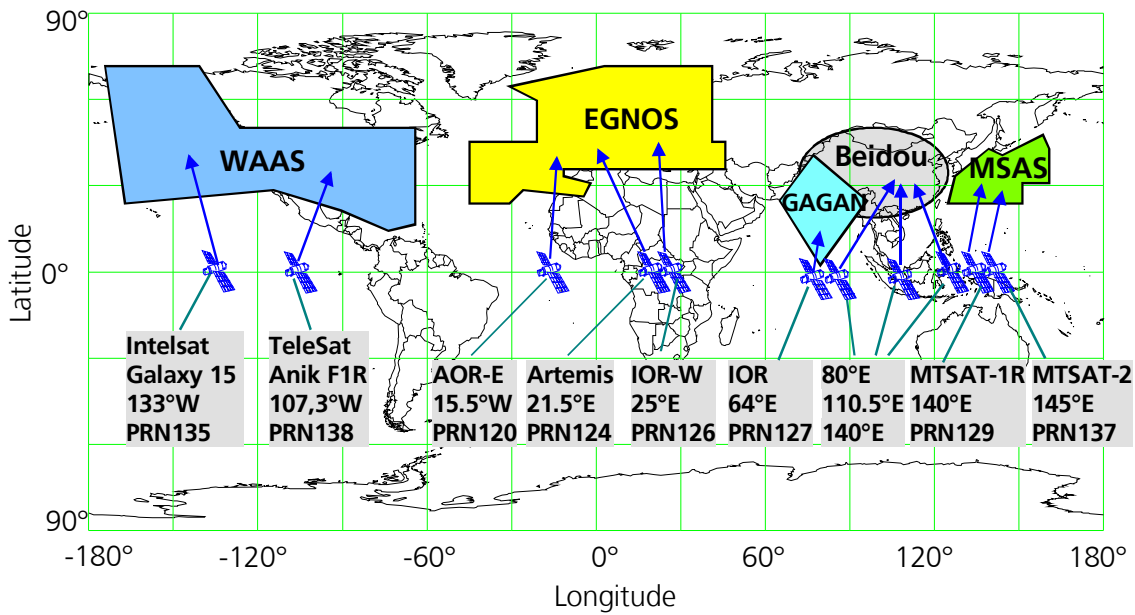 90°
WAAS
EGNOS
Beidou
MSAS
GAGAN
Latitude
0°
Intelsat
Galaxy 15
133°W
PRN135
TeleSat
Anik F1R
107,3°W
PRN138
AOR-E
15.5°W
PRN120
Artemis
21.5°E
PRN124
IOR-W
25°E
PRN126
IOR
64°E
PRN127
80°E
110.5°E
140°E
MTSAT-1R
140°E
PRN129
MTSAT-2
145°E
PRN137
90°
-180° -120° -60° 0° 60° 120° 180°
Longitude